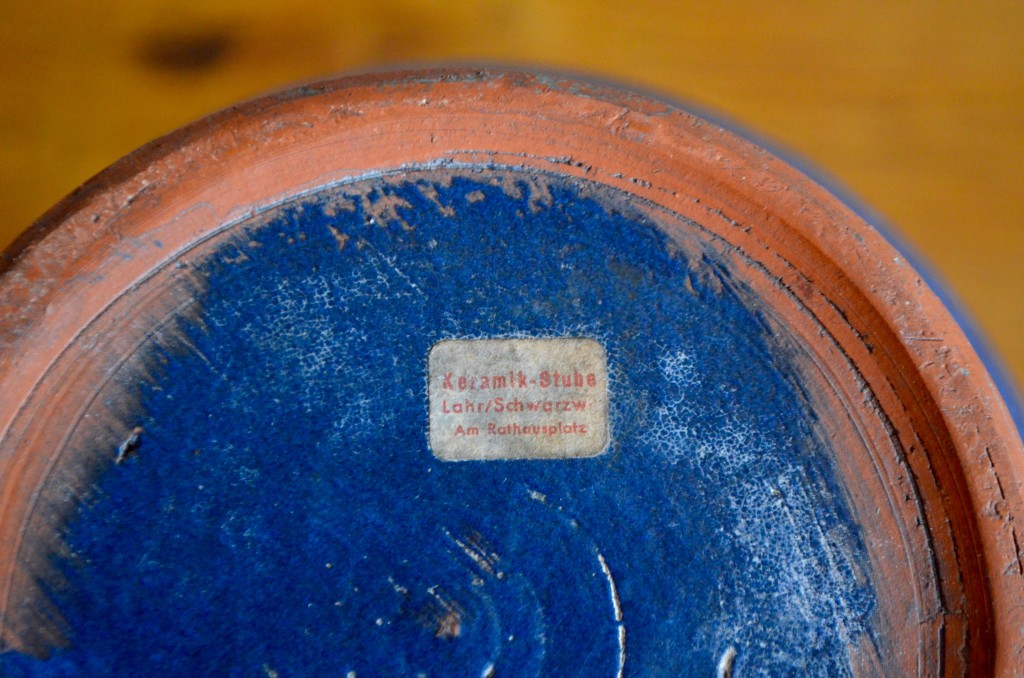 Keramik-Stube
Lahr/Schwarzw.
Am Rathausplatz